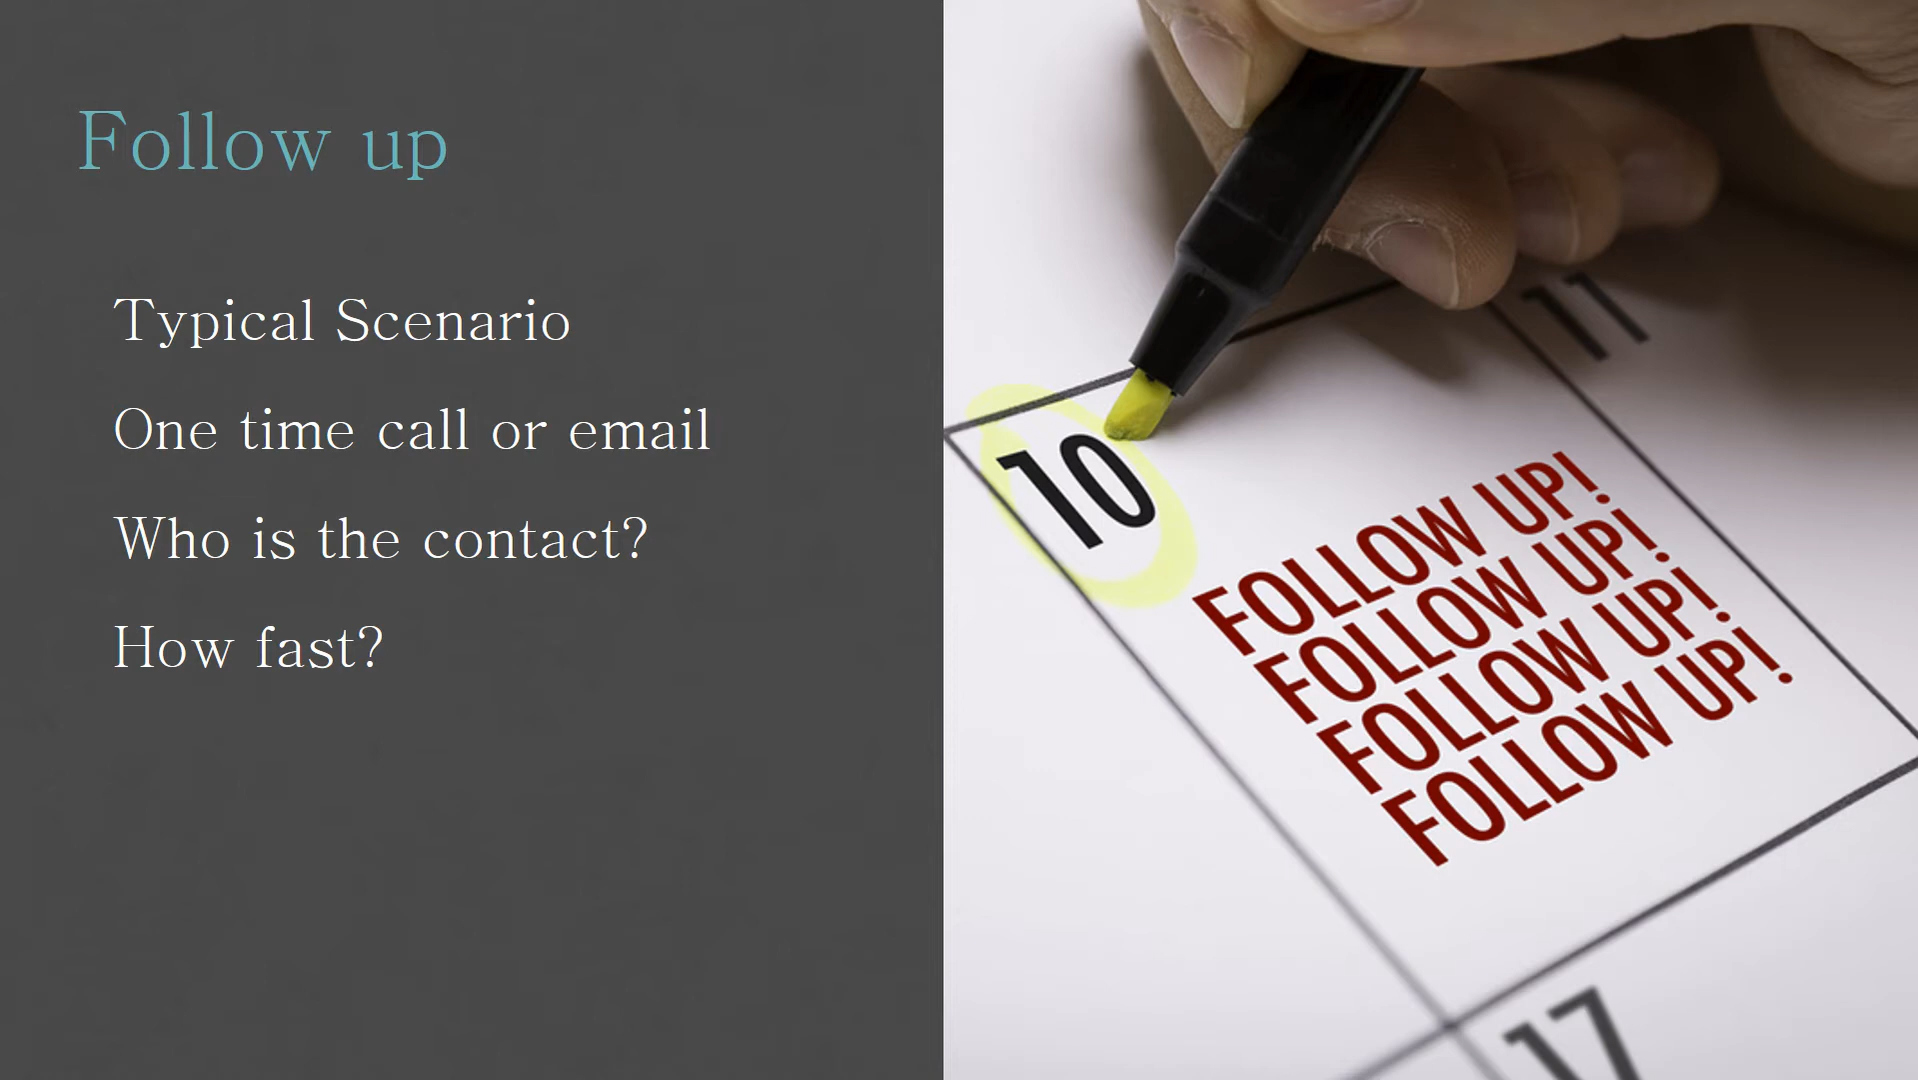 Follow up
Typical Scenario
One time call or email
Who is the contact?
How fast?
10
11
FOLLOW UP!
FOLLOW UP!
FOLLOW UP!
FOLLOW UP!
17